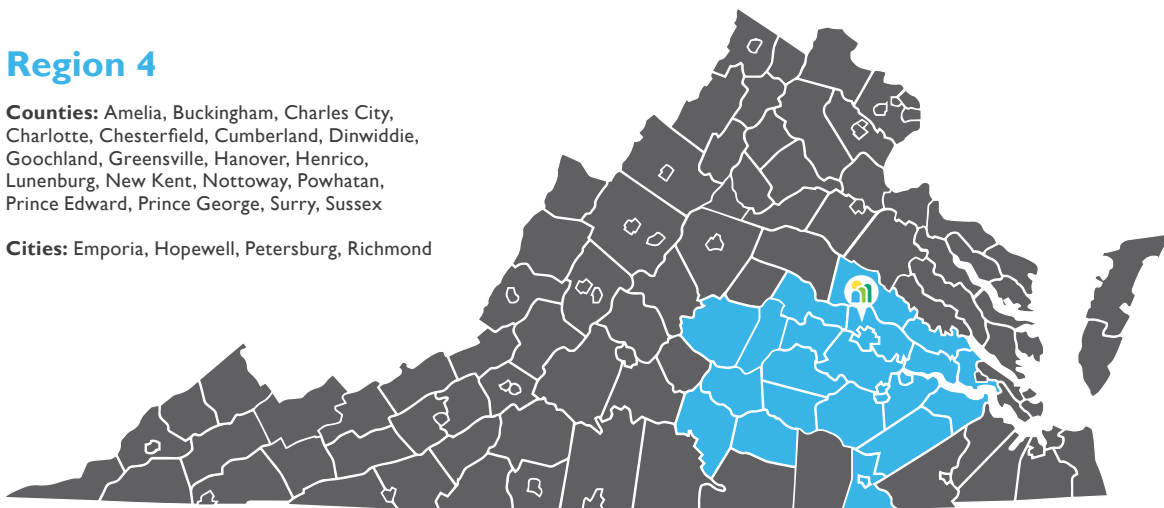 Region 4
Counties: Amelia, Buckingham, Charles City,
Charlotte, Chesterfield, Cumberland, Dinwiddie,
Goochland, Greensville, Hanover, Henrico,
Lunenburg, New Kent, Nottoway, Powhatan,
Prince Edward, Prince George, Surry, Sussex
Cities: Emporia, Hopewell, Petersburg, Richmond